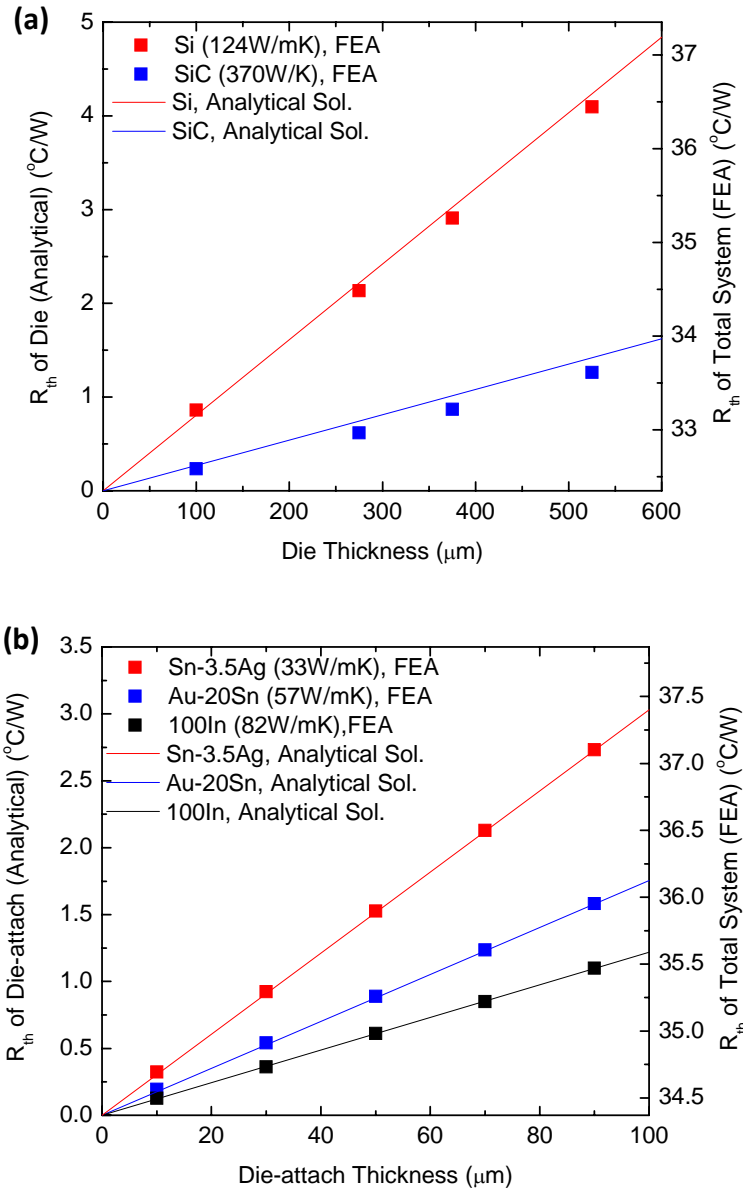 (a)
Si (124W/mK), FEA
SiC (370W/K), FEA
Si, Analytical Sol.
SiC, Analytical Sol.
5
4
3
2
1
0
R_th of Die (Analytical) (°C/W)
37
36
35
34
33
R_th of Total System (FEA) (°C/W)
0 100 200 300 400 500 600
Die Thickness (μm)
(b)
Sn-3.5Ag (33W/mK), FEA
Au-20Sn (57W/mK), FEA
100In (82W/mK),FEA
Sn-3.5Ag, Analytical Sol.
Au-20Sn, Analytical Sol.
100In, Analytical Sol.
3.5
3.0
2.5
2.0
1.5
1.0
0.5
0.0
R_th of Die-attach (Analytical) (°C/W)
37.5
37.0
36.5
36.0
35.5
35.0
34.5
R_th of Total System (FEA) (°C/W)
0 20 40 60 80 100
Die-attach Thickness (μm)